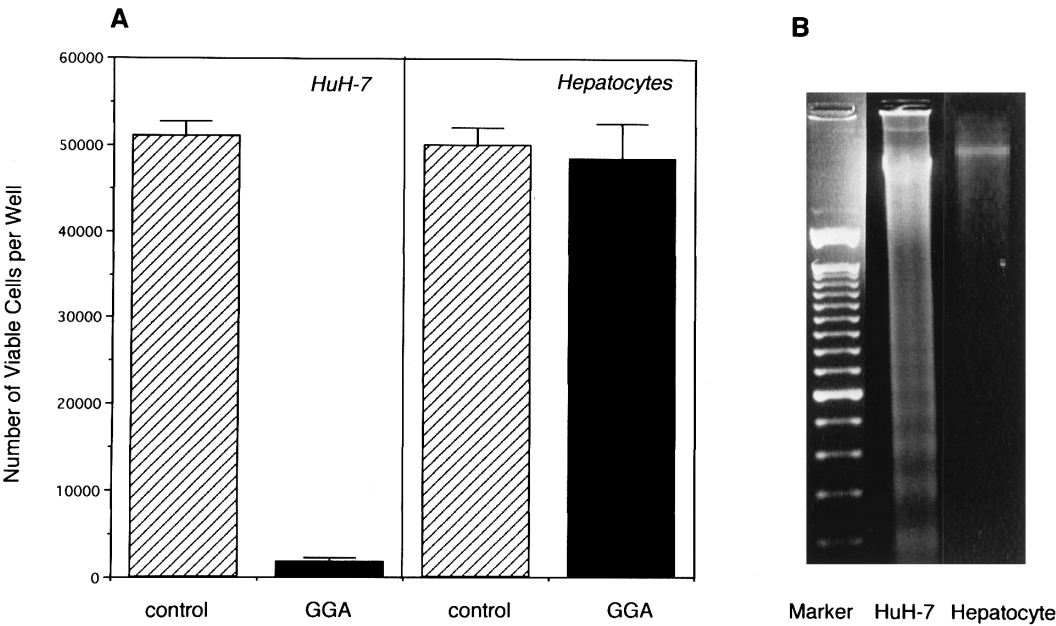 A
B
60000
50000
40000
30000
20000
10000
0
Number of Viable Cells per Well
HuH-7
Hepatocytes
control
GGA
control
GGA
Marker HuH-7 Hepatocyte